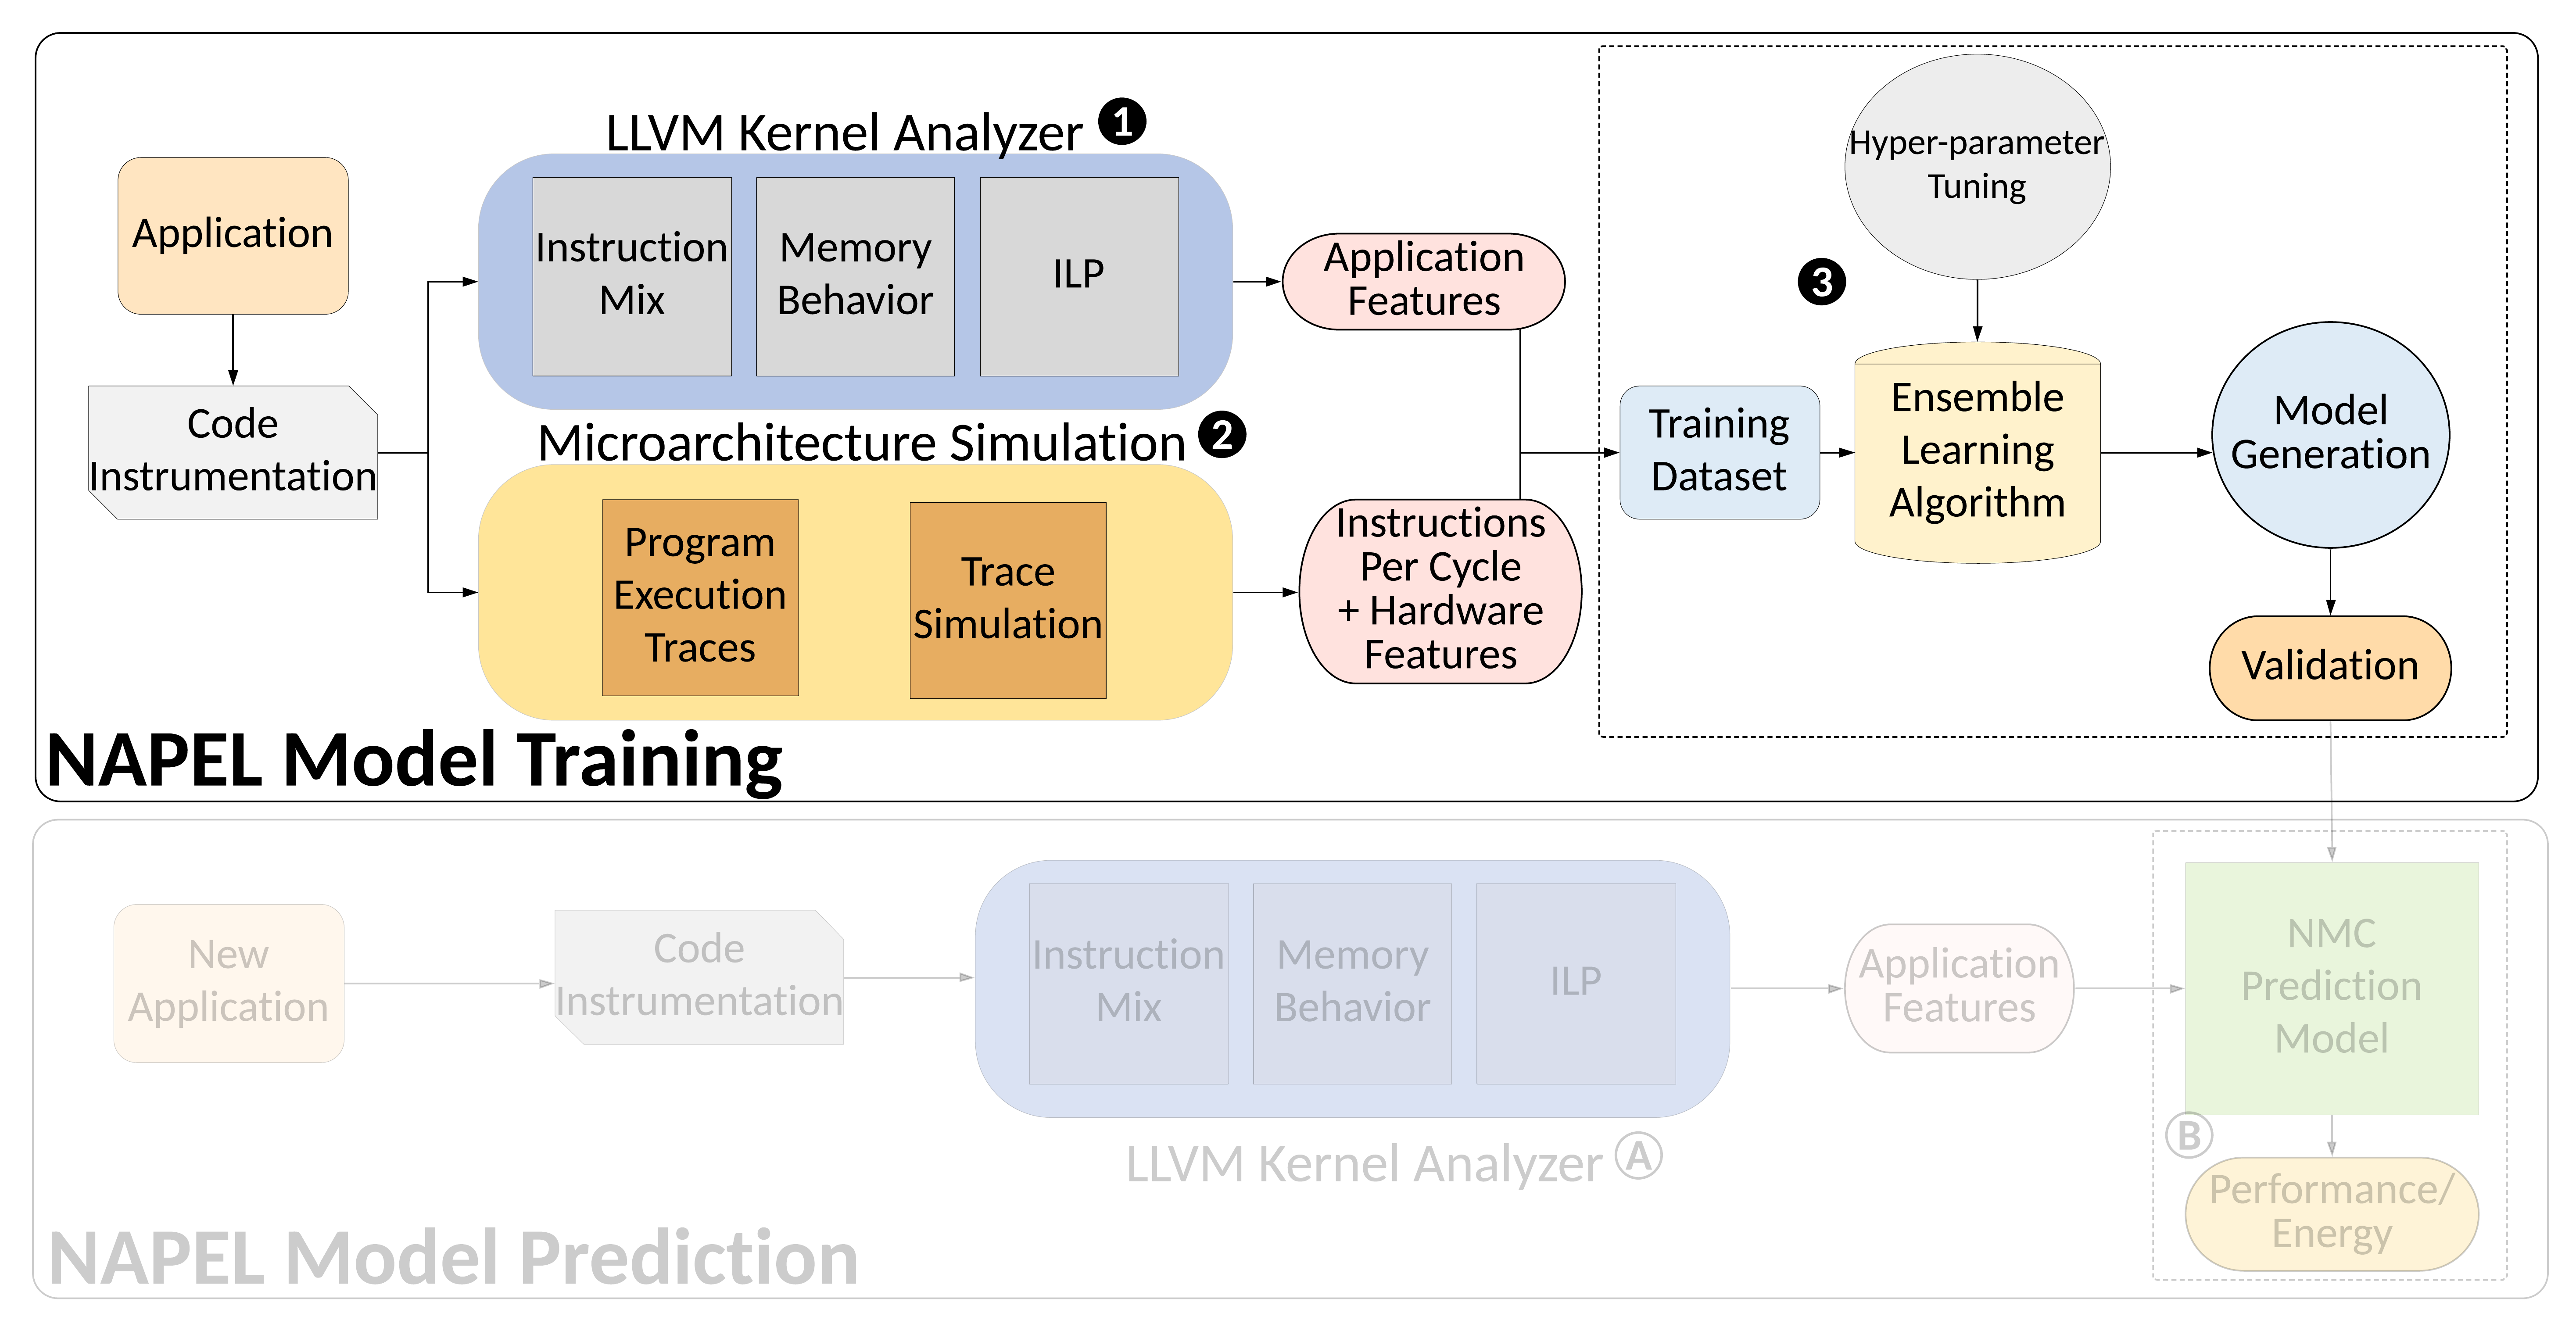 LLVM Kernel Analyzer 1
Application
Instruction
Mix
Memory
Behavior
ILP
Code
Instrumentation
Microarchitecture Simulation 2
Program
Execution
Traces
Trace
Simulation
Application
Features
Instructions
Per Cycle
+ Hardware
Features
Hyper-parameter
Tuning
3
Training
Dataset
Ensemble
Learning
Algorithm
Model
Generation
Validation
NAPEL Model Training
New
Application
Code
Instrumentation
Instruction
Mix
Memory
Behavior
ILP
LLVM Kernel Analyzer A
Application
Features
NMC
Prediction
Model
B
Performance/
Energy
NAPEL Model Prediction